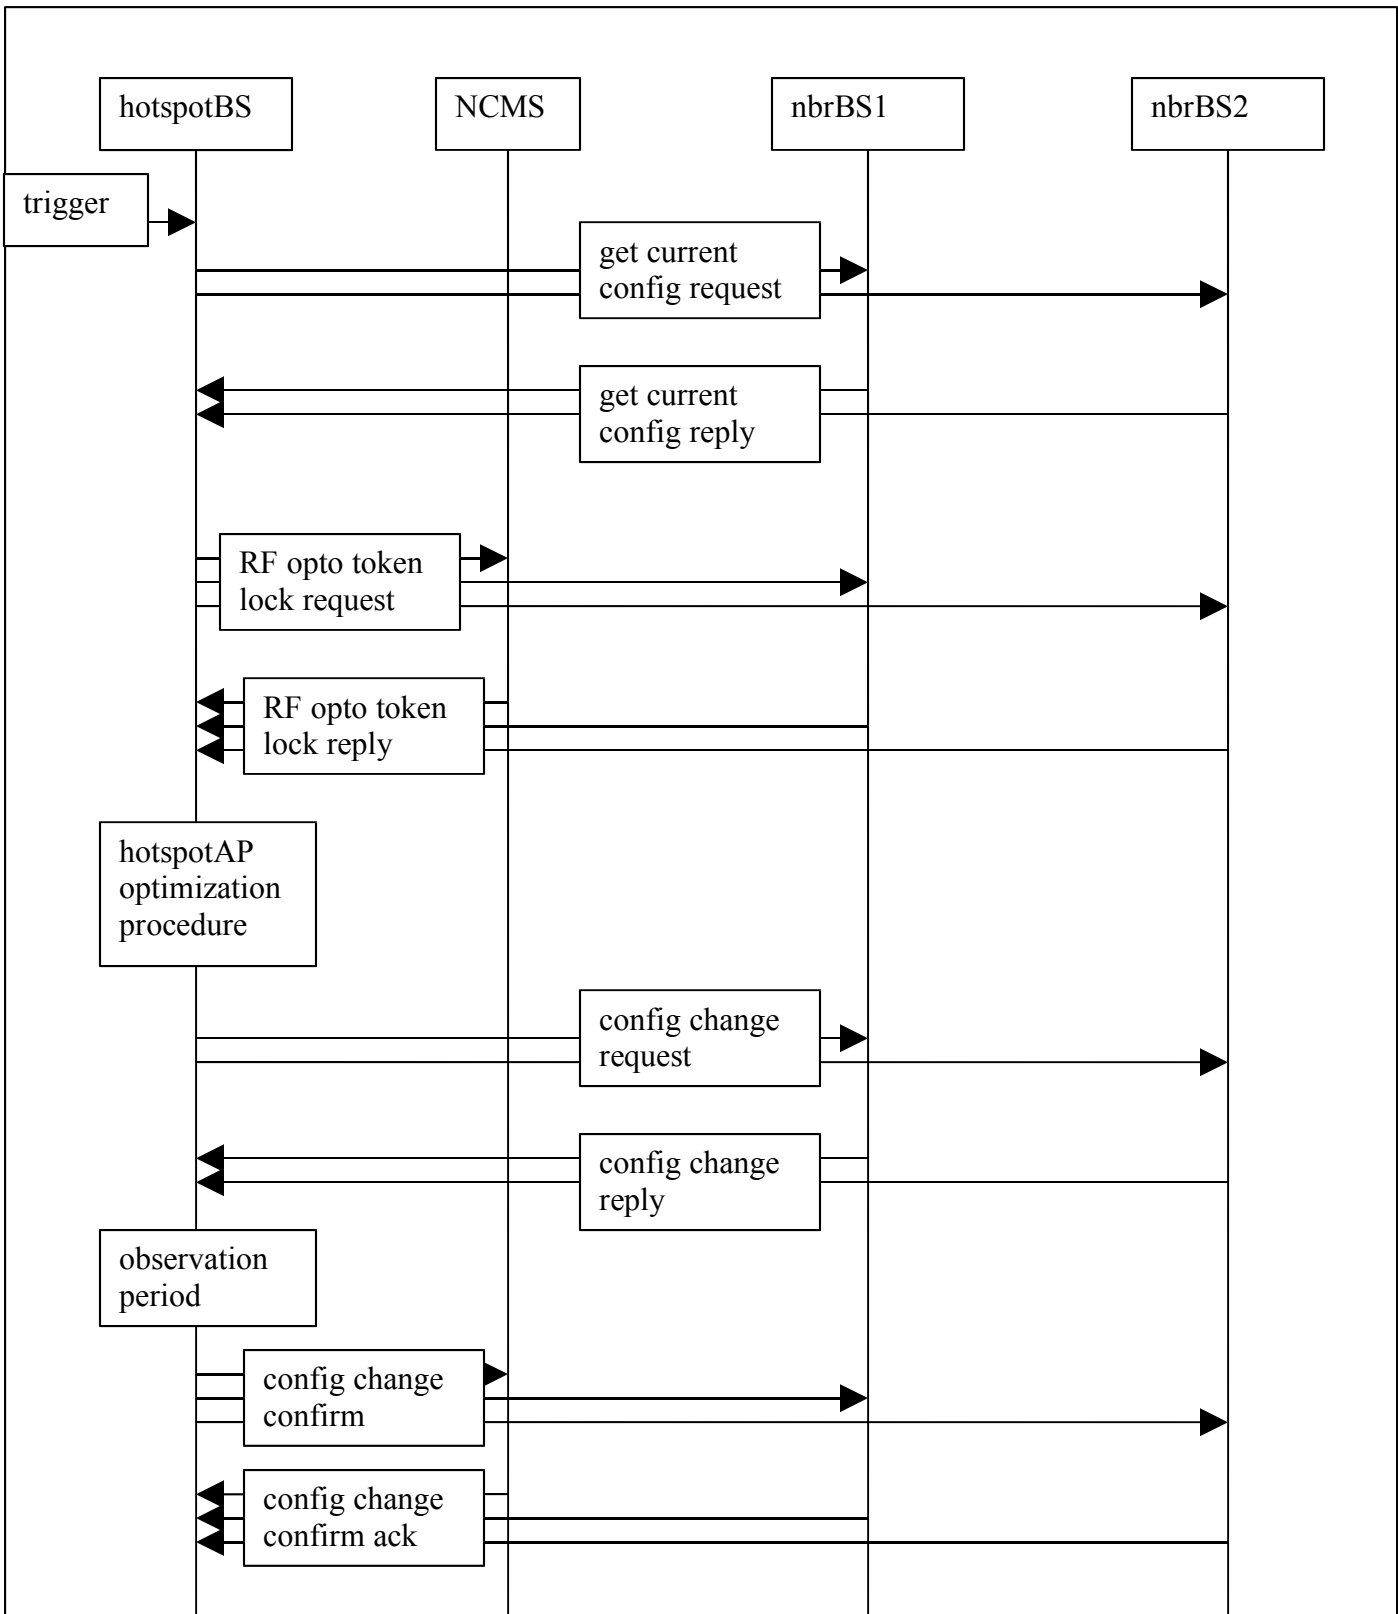 hotspotBS
NCMS
nbrBS1
nbrBS2
trigger
get current
config request
get current
config reply
RF opto token
lock request
RF opto token
lock reply
hotspotAP
optimization
procedure
config change
request
config change
reply
observation
period
config change
confirm
config change
confirm ack